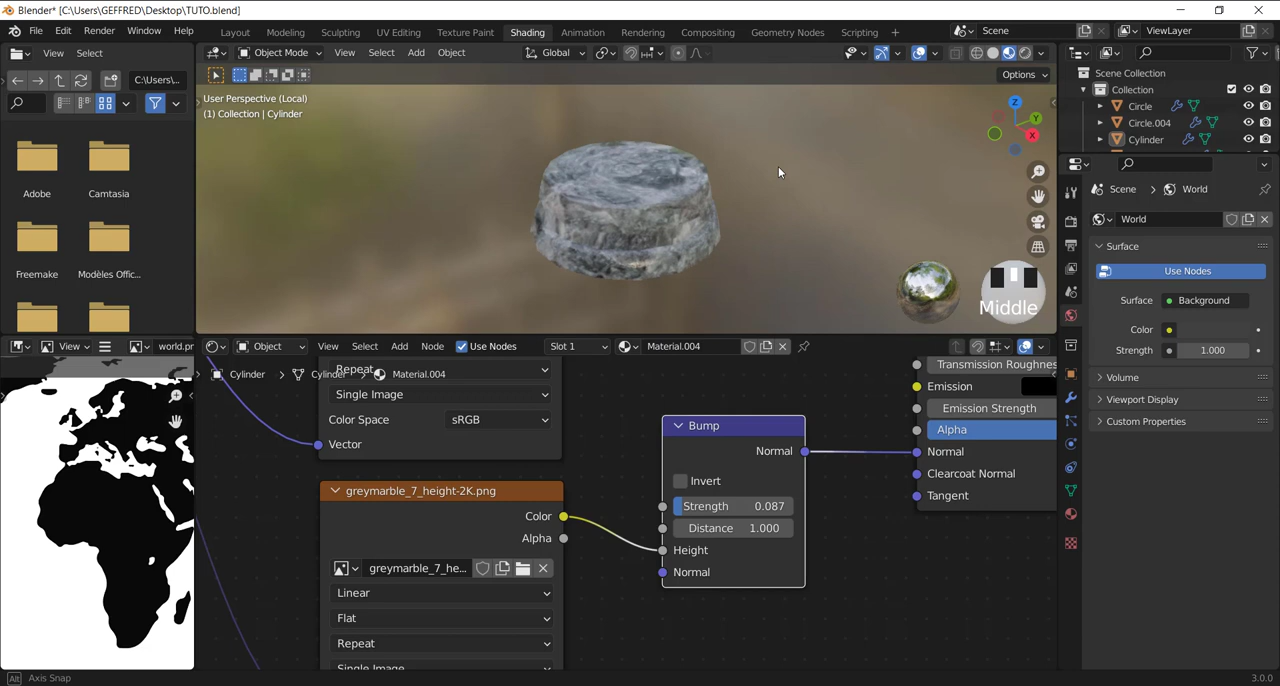 Blender* [C:\Users\GEFFRED\Desktop\TUTO.blend]
File Edit Render Window Help
Layout Modeling Sculpting UV Editing Texture Paint Shading Animation Rendering Compositing Geometry Nodes Scripting +
Scene
ViewLayer
View Select
Object Mode View Select Add Object
Global
C:\Users\...
Options
User Perspective (Local)
(1) Collection | Cylinder
Z
Y
X
Adobe
Camtasia
Freemake
Modèles Offic...
Middle
Scene Collection
Collection
Circle
Circle.004
Cylinder
Scene > World
World
Surface
Use Nodes
Surface Background
Color
Strength 1.000
Volume
Viewport Display
Custom Properties
View
world.pr
Object View Select Add Node Use Nodes Slot 1 Material.004
Cylinder > Cylinder > Material.004
Repeat
Single Image
Color Space sRGB
Vector
greymarble_7_height-2K.png
Color
Alpha
greymarble_7_he...
Linear
Flat
Repeat
Single Image
Bump
Normal
Invert
Strength 0.087
Distance 1.000
Height
Normal
Transmission Roughness
Emission
Emission Strength
Alpha
Normal
Clearcoat Normal
Tangent
Alt Axis Snap
3.0.0